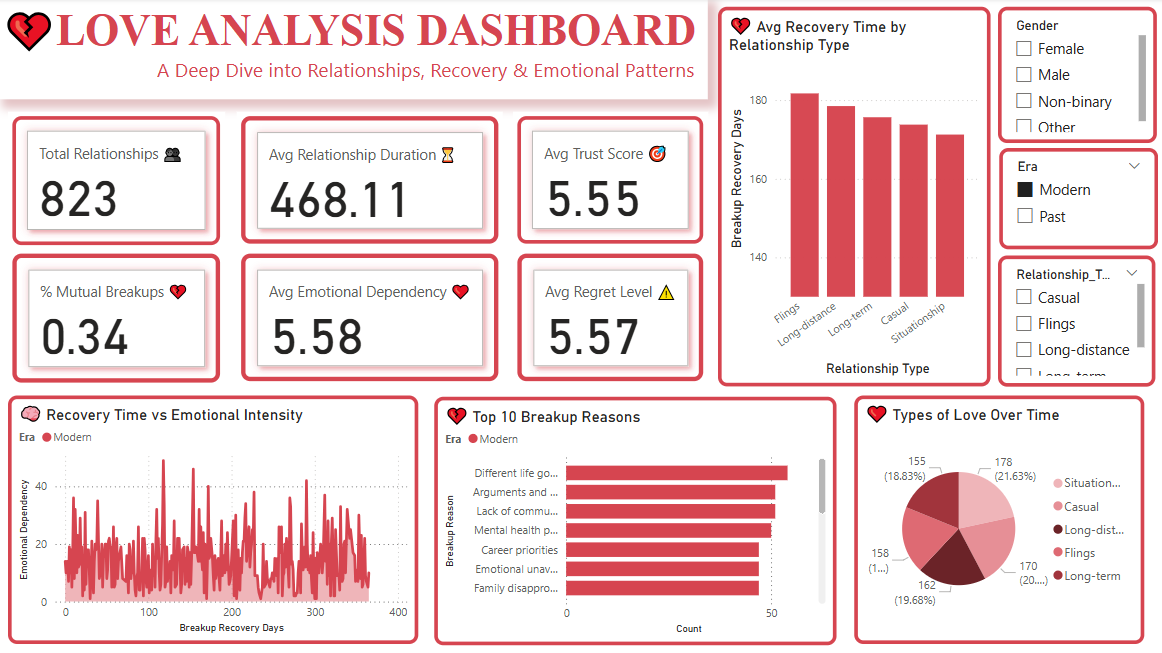 LOVE ANALYSIS DASHBOARD
A Deep Dive into Relationships, Recovery & Emotional Patterns
Total Relationships
823
Avg Relationship Duration
468.11
Avg Trust Score
5.55
% Mutual Breakups
0.34
Avg Emotional Dependency
5.58
Avg Regret Level
5.57
Avg Recovery Time by
Relationship Type
Breakup Recovery Days
180
160
140
Flings
Long-distance
Long-term
Casual
Situationship
Relationship Type
Gender
Female
Male
Non-binary
Other
Era
Modern
Past
Relationship_T...
Casual
Flings
Long-distance
Long-term
Recovery Time vs Emotional Intensity
Era Modern
Emotional Dependency
40
20
0
0 100 200 300 400
Breakup Recovery Days
Top 10 Breakup Reasons
Era Modern
Breakup Reason
Different life go...
Arguments and ...
Lack of commu...
Mental health p...
Career priorities
Emotional unav...
Family disappro...
0 50
Count
Types of Love Over Time
155
(18.83%)
178
(21.63%)
158
(1...)
62
(19.68%)
170
(20....)
Situation...
Casual
Long-dist...
Flings
Long-term